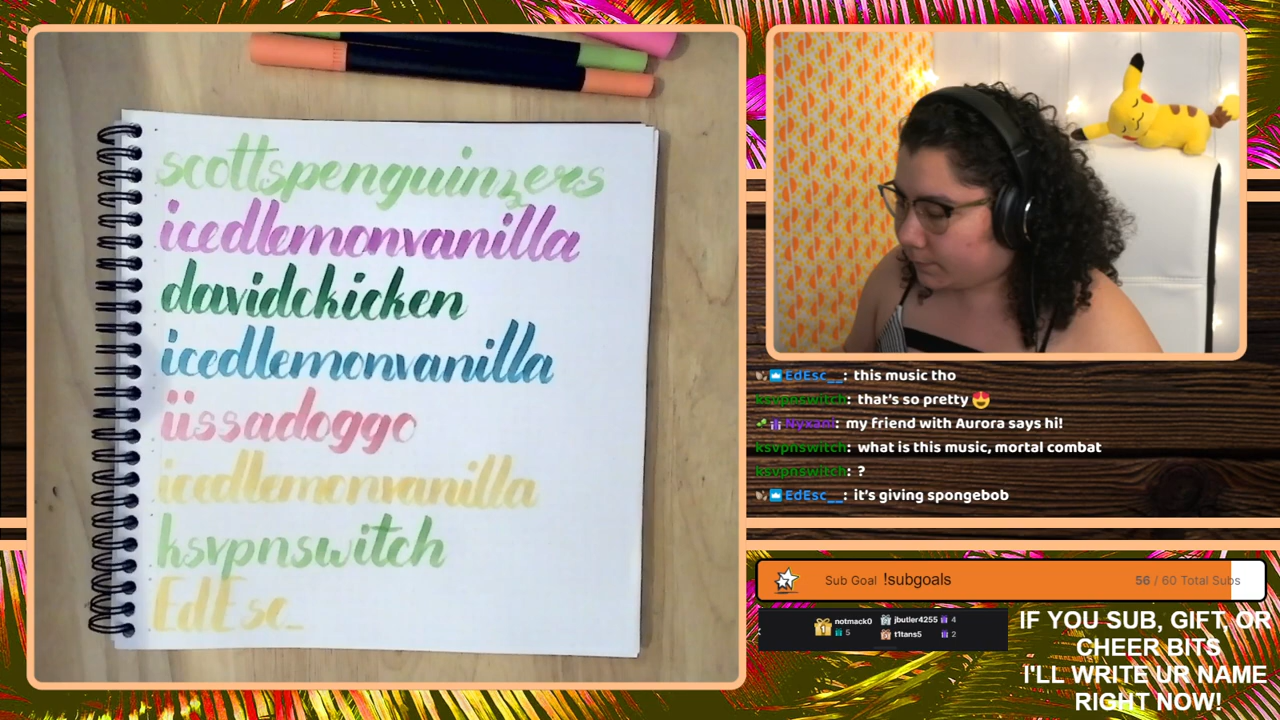 scottspenguinzers
icedlemonvanilla
davidckicken
icedlemonvanilla
iissadoggo
icedlemonvanilla
ksvpnswitch
EdEsc_
EdEsc__: this music tho
ksvpnswitch: that's so pretty 😍
Nyxani: my friend with Aurora says hi!
ksvpnswitch: what is this music, mortal combat
ksvpnswitch: ?
EdEsc__: it's giving spongebob
Sub Goal !subgoals 56 / 60 Total Subs
notmack0 5
jbutler4255 4
t1tans5 2
IF YOU SUB, GIFT, OR
CHEER BITS
I'LL WRITE UR NAME
RIGHT NOW!